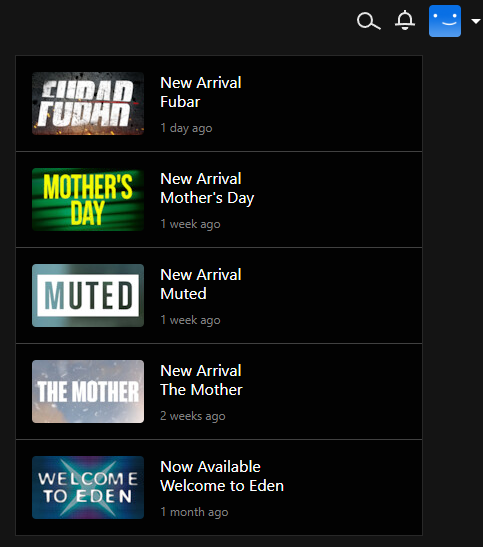 FUBAR
New Arrival
Fubar
1 day ago
MOTHER'S
DAY
New Arrival
Mother's Day
1 week ago
MUTED
New Arrival
Muted
1 week ago
THE MOTHER
New Arrival
The Mother
2 weeks ago
WELCOME
TO EDEN
Now Available
Welcome to Eden
1 month ago